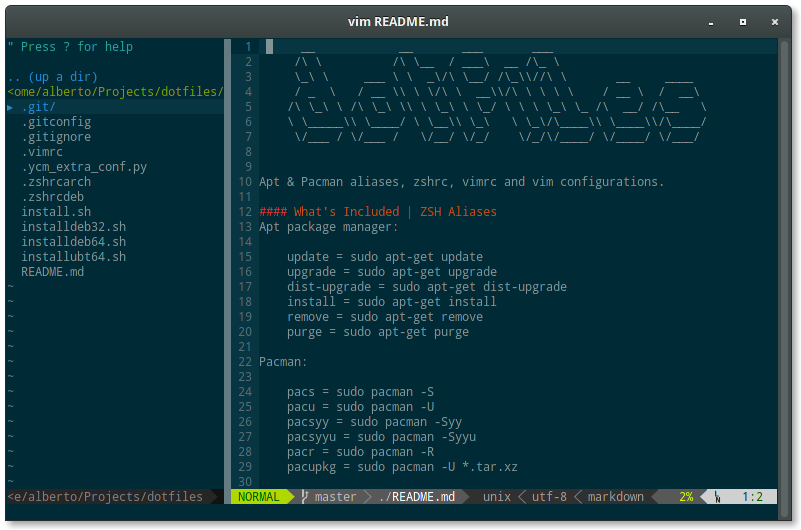 vim README.md
" Press ? for help
.. (up a dir)
<ome/alberto/Projects/dotfiles/
▸ .git/
.gitconfig
.gitignore
.vimrc
.ycm_extra_conf.py
.zshrcarch
.zshrcdeb
install.sh
installdeb32.sh
installdeb64.sh
installubt64.sh
README.md
~
~
~
~
~
~
~
~
~
~
~
~
~
~
<e/alberto/Projects/dotfiles
1
2
3
4
5
6
7
8
9
10 Apt & Pacman aliases, zshrc, vimrc and vim configurations.
11
12 #### What's Included | ZSH Aliases
13 Apt package manager:
14
15 update = sudo apt-get update
16 upgrade = sudo apt-get upgrade
17 dist-upgrade = sudo apt-get dist-upgrade
18 install = sudo apt-get install
19 remove = sudo apt-get remove
20 purge = sudo apt-get purge
21
22 Pacman:
23
24 pacs = sudo pacman -S
25 pacu = sudo pacman -U
26 pacsyy = sudo pacman -Syy
27 pacsyyu = sudo pacman -Syyu
28 pacr = sudo pacman -R
29 pacupkg = sudo pacman -U *.tar.xz
30
NORMAL master ./README.md unix utf-8 markdown 2% LN 1:2